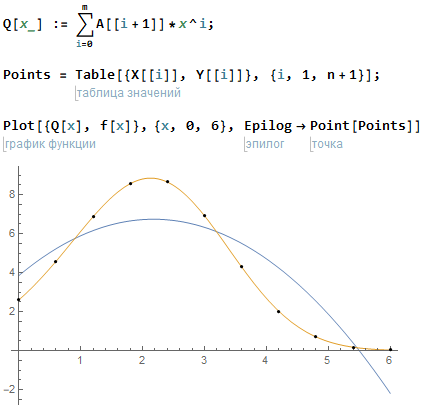 m
Q[x_] := ∑A[[i + 1]] * x^i;
i=0
Points = Table[{X[[i]], Y[[i]]}, {i, 1, n + 1}];
таблица значений
Plot[{Q[x], f[x]}, {x, 0, 6}, Epilog → Point[Points]]
график функции эпилог точка
8
6
4
2
1 2 3 4 5 6
-2